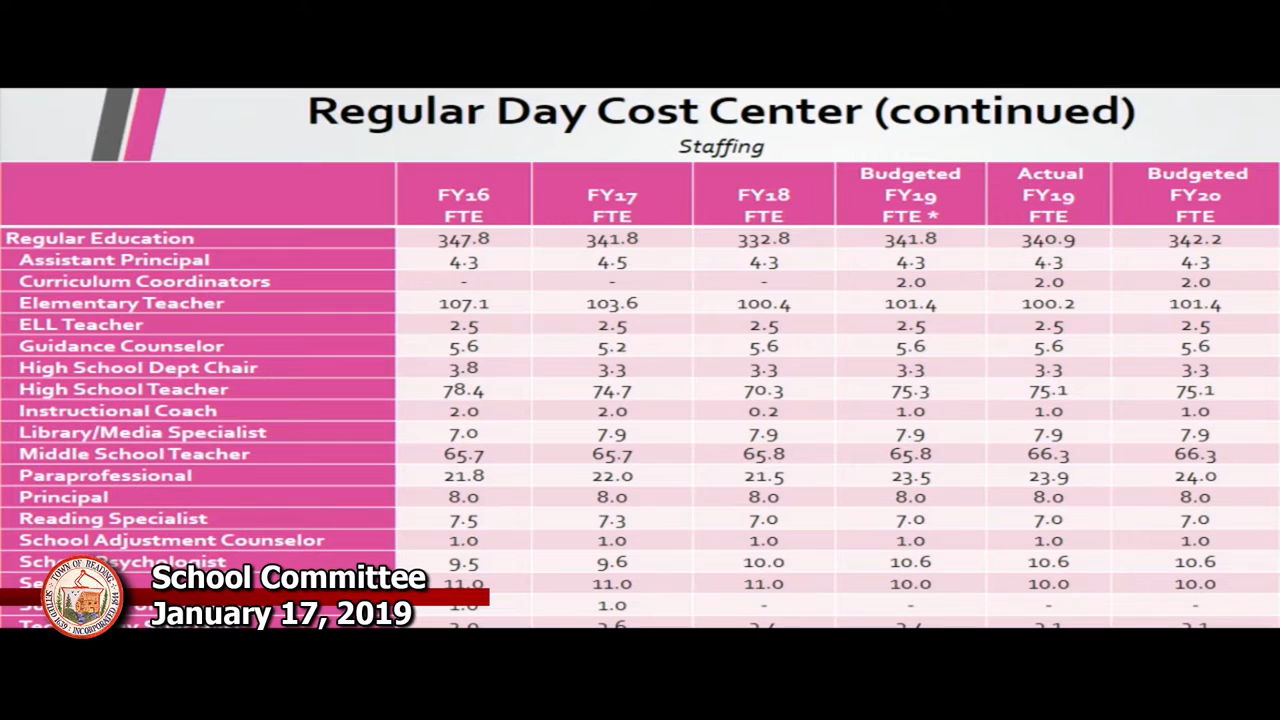 Regular Day Cost Center (continued)
Staffing
FY16 FTE FY17 FTE FY18 FTE Budgeted FY19 FTE * Actual FY19 FTE Budgeted FY20 FTE
Regular Education 347.8 341.8 332.8 341.8 340.9 342.2
Assistant Principal 4.3 4.5 4.3 4.3 4.3 4.3
Curriculum Coordinators - - - 2.0 2.0 2.0
Elementary Teacher 107.1 103.6 100.4 101.4 100.2 101.4
ELL Teacher 2.5 2.5 2.5 2.5 2.5 2.5
Guidance Counselor 5.6 5.2 5.6 5.6 5.6 5.6
High School Dept Chair 3.8 3.3 3.3 3.3 3.3 3.3
High School Teacher 78.4 74.7 70.3 75.3 75.1 75.1
Instructional Coach 2.0 2.0 0.2 1.0 1.0 1.0
Library/Media Specialist 7.0 7.9 7.9 7.9 7.9 7.9
Middle School Teacher 65.7 65.7 65.8 65.8 66.3 66.3
Paraprofessional 21.8 22.0 21.5 23.5 23.9 24.0
Principal 8.0 8.0 8.0 8.0 8.0 8.0
Reading Specialist 7.5 7.3 7.0 7.0 7.0 7.0
School Adjustment Counselor 1.0 1.0 1.0 1.0 1.0 1.0
School Psychologist 9.5 9.6 10.0 10.6 10.6 10.6
11.0 11.0 11.0 10.0 10.0 10.0
1.0 1.0 - - - -
TOWN OF READING
SETTLED 1639 INCORPORATED 1644
School Committee
January 17, 2019